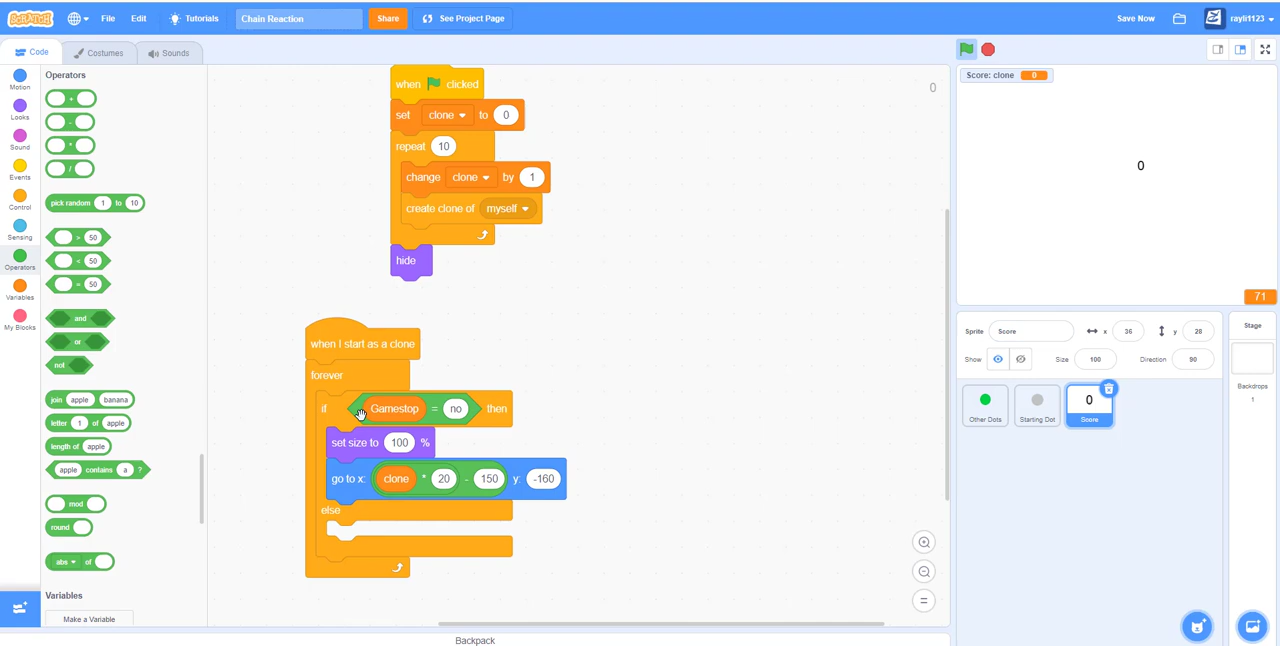 SCRATCH File Edit Tutorials Chain Reaction Share See Project Page Save Now rayli1123
Code Costumes Sounds
Motion
Looks
Sound
Events
Control
Sensing
Operators
Variables
My Blocks
Operators
+
-
*
/
pick random 1 to 10
> 50
< 50
= 50
and
or
not
join apple banana
letter 1 of apple
length of apple
apple contains a ?
mod
round
abs of
Variables
Make a Variable
0
when clicked
set clone to 0
repeat 10
change clone by 1
create clone of myself
hide
when I start as a clone
forever
if Gamestop = no then
set size to 100 %
go to x: clone * 20 - 150 y: -160
else
Backpack
Score: clone 0
0
71
Sprite Score x 36 y 28
Show Size 100 Direction 90
Other Dots
Starting Dot
0
Score
Stage
Backdrops
1